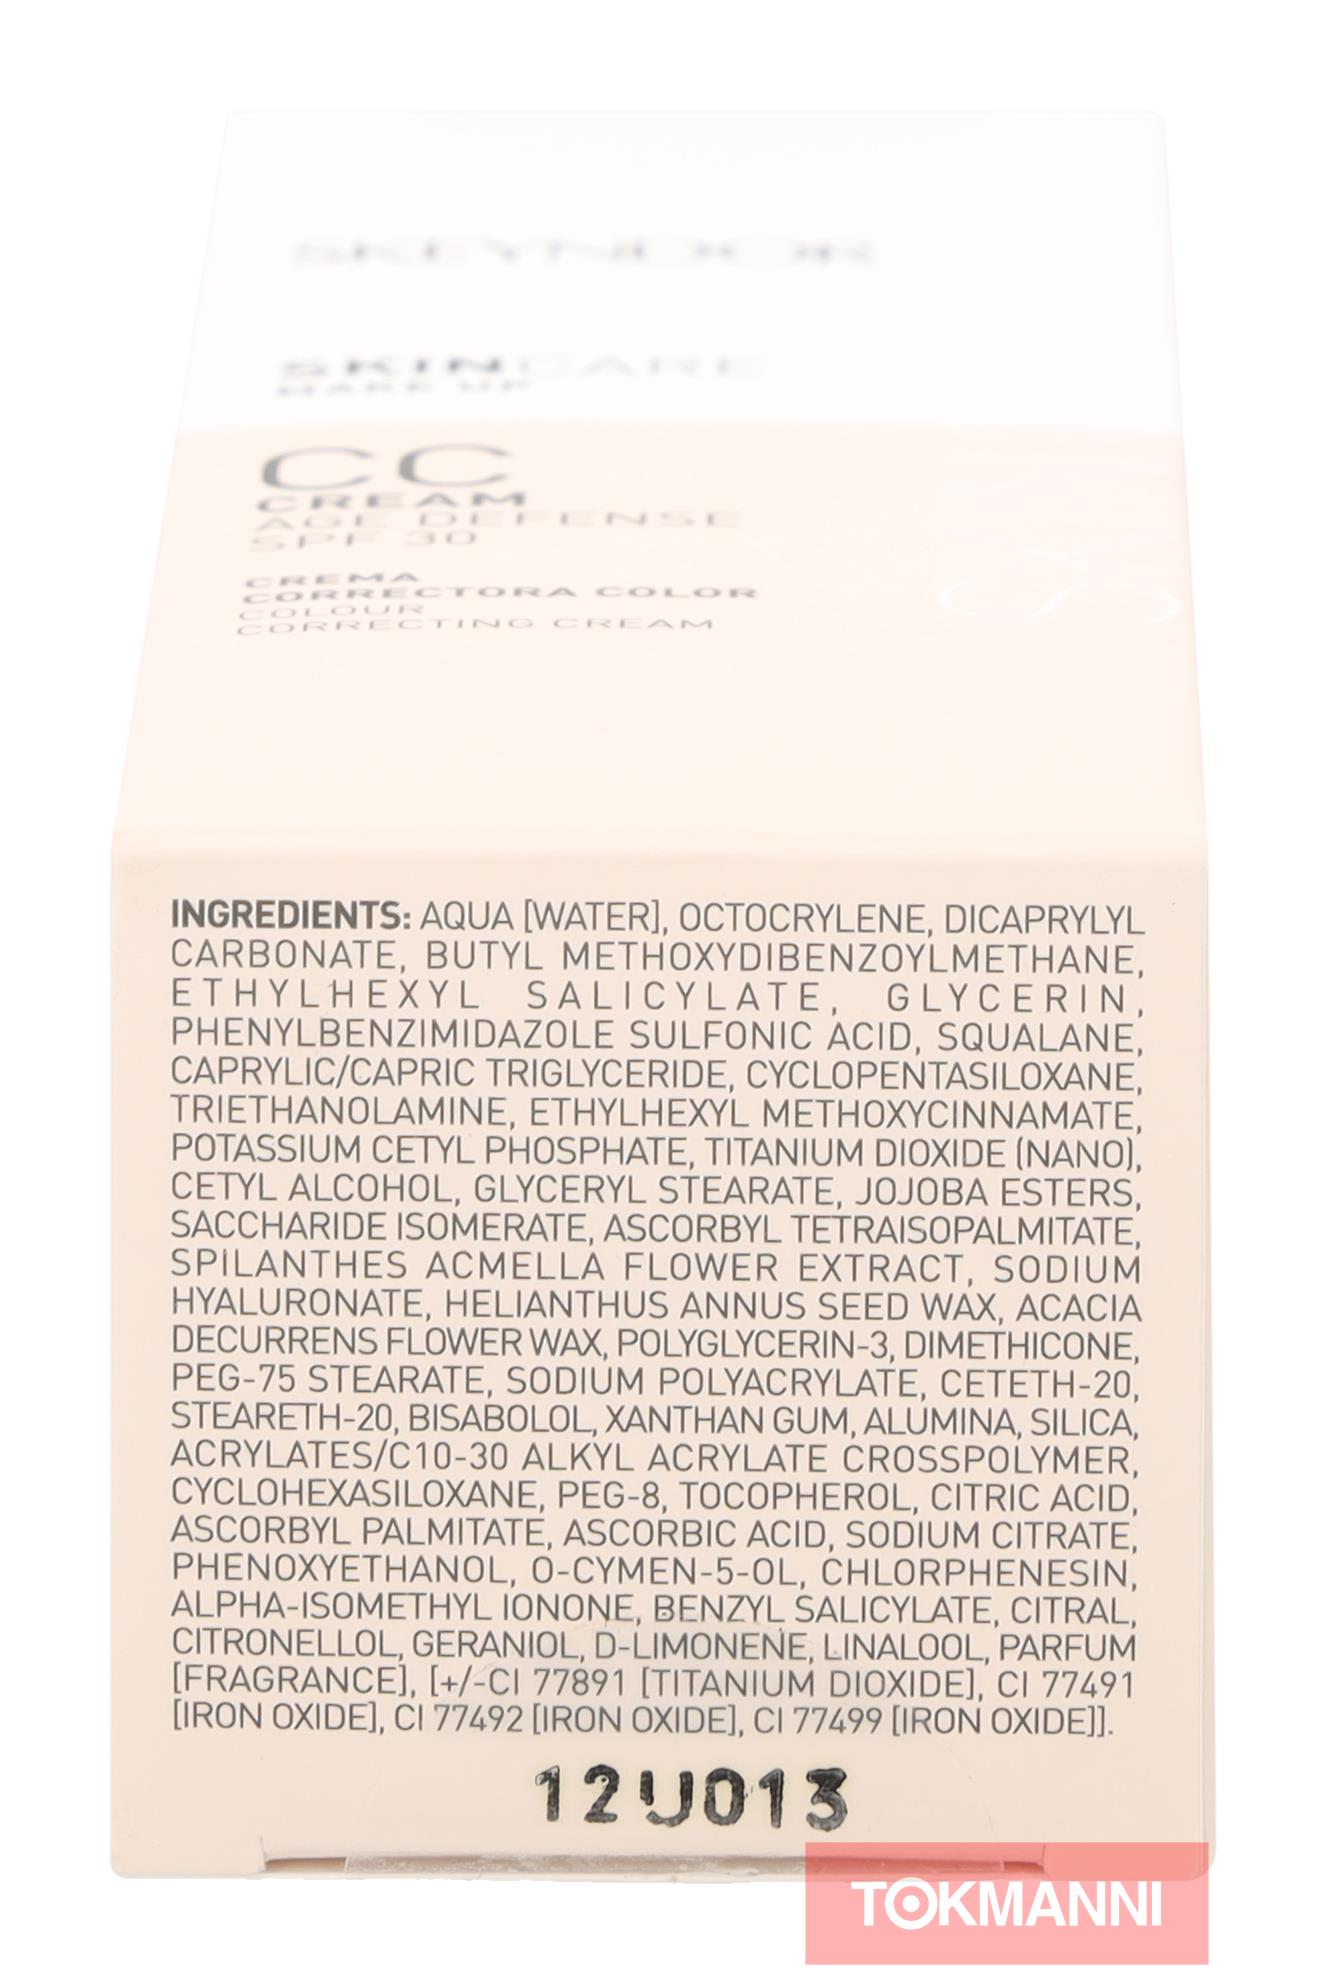 SKEYNDOR
SKINCARE
MAKE UP
CC
CREAM
AGE DEFENSE
SPF 30
CREMA
CORRECTORA COLOR
COLOUR
CORRECTING CREAM
INGREDIENTS: AQUA [WATER], OCTOCRYLENE, DICAPRYLYL
CARBONATE, BUTYL METHOXYDIBENZOYLMETHANE,
ETHYLHEXYL SALICYLATE, GLYCERIN,
PHENYLBENZIMIDAZOLE SULFONIC ACID, SQUALANE,
CAPRYLIC/CAPRIC TRIGLYCERIDE, CYCLOPENTASILOXANE,
TRIETHANOLAMINE, ETHYLHEXYL METHOXYCINNAMATE,
POTASSIUM CETYL PHOSPHATE, TITANIUM DIOXIDE (NANO),
CETYL ALCOHOL, GLYCERYL STEARATE, JOJOBA ESTERS,
SACCHARIDE ISOMERATE, ASCORBYL TETRAISOPALMITATE,
SPILANTHES ACMELLA FLOWER EXTRACT, SODIUM
HYALURONATE, HELIANTHUS ANNUS SEED WAX, ACACIA
DECURRENS FLOWER WAX, POLYGLYCERIN-3, DIMETHICONE,
PEG-75 STEARATE, SODIUM POLYACRYLATE, CETETH-20,
STEARETH-20, BISABOLOL, XANTHAN GUM, ALUMINA, SILICA,
ACRYLATES/C10-30 ALKYL ACRYLATE CROSSPOLYMER,
CYCLOHEXASILOXANE, PEG-8, TOCOPHEROL, CITRIC ACID,
ASCORBYL PALMITATE, ASCORBIC ACID, SODIUM CITRATE,
PHENOXYETHANOL, O-CYMEN-5-OL, CHLORPHENESIN,
ALPHA-ISOMETHYL IONONE, BENZYL SALICYLATE, CITRAL,
CITRONELLOL, GERANIOL, D-LIMONENE, LINALOOL, PARFUM
[FRAGRANCE], [+/-CI 77891 [TITANIUM DIOXIDE], CI 77491
[IRON OXIDE], CI 77492 [IRON OXIDE], CI 77499 [IRON OXIDE]].
12U013
TOKMANNI